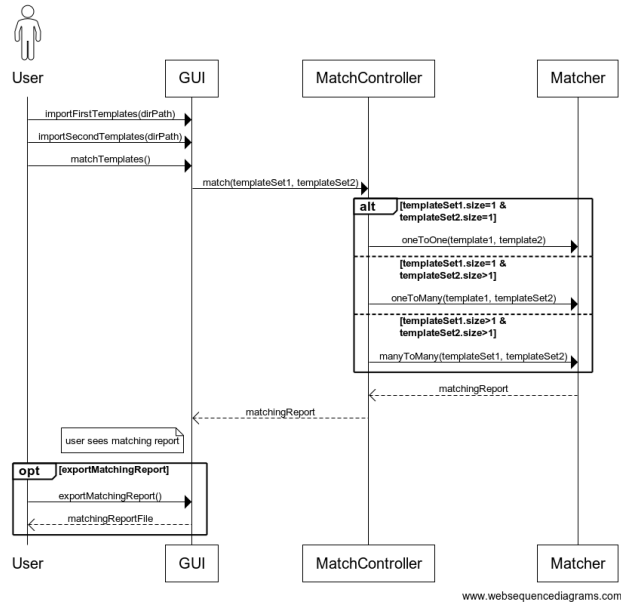 User
GUI
MatchController
Matcher
importFirstTemplates(dirPath)
importSecondTemplates(dirPath)
matchTemplates()
match(templateSet1, templateSet2)
alt
[templateSet1.size=1 &
templateSet2.size=1]
oneToOne(template1, template2)
[templateSet1.size=1 &
templateSet2.size>1]
oneToMany(template1, templateSet2)
[templateSet1.size>1 &
templateSet2.size>1]
manyToMany(templateSet1, templateSet2)
matchingReport
matchingReport
user sees matching report
opt
[exportMatchingReport]
exportMatchingReport()
matchingReportFile
User
GUI
MatchController
Matcher
www.websequencediagrams.com